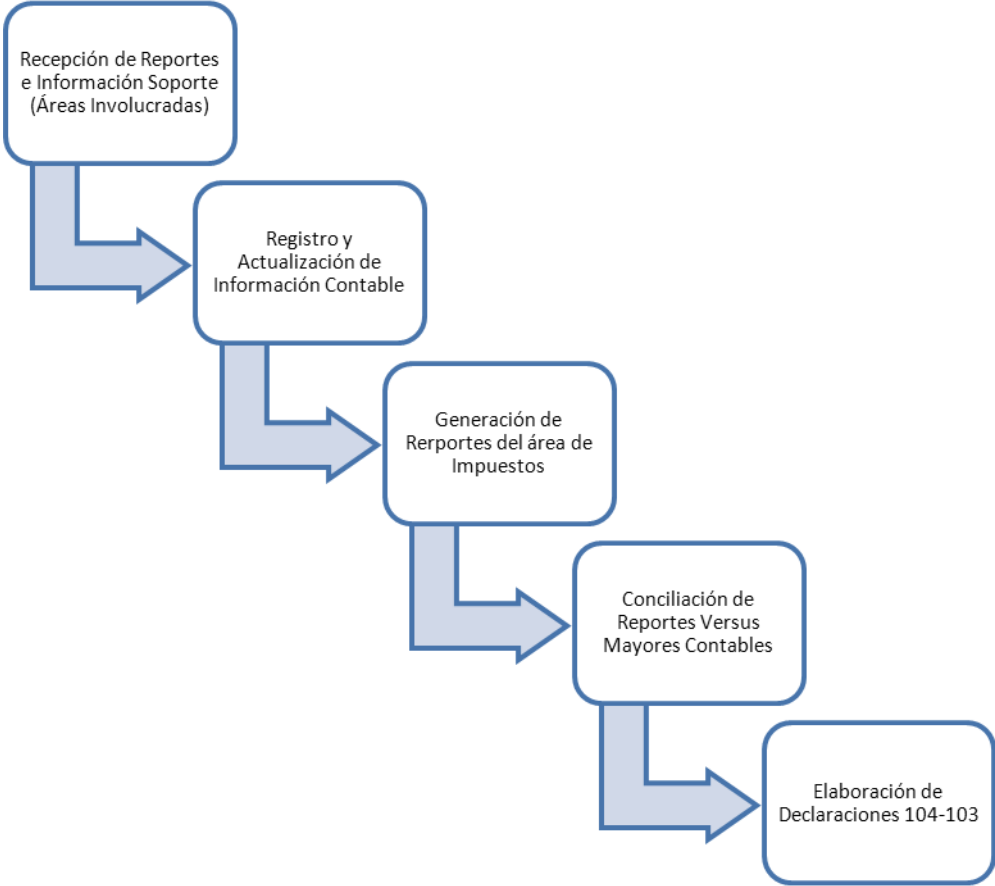 Recepción de Reportes
e Información Soporte
(Áreas Involucradas)
Registro y
Actualización de
Información Contable
Generación de
Rerportes del área de
Impuestos
Conciliación de
Reportes Versus
Mayores Contables
Elaboración de
Declaraciones 104-103